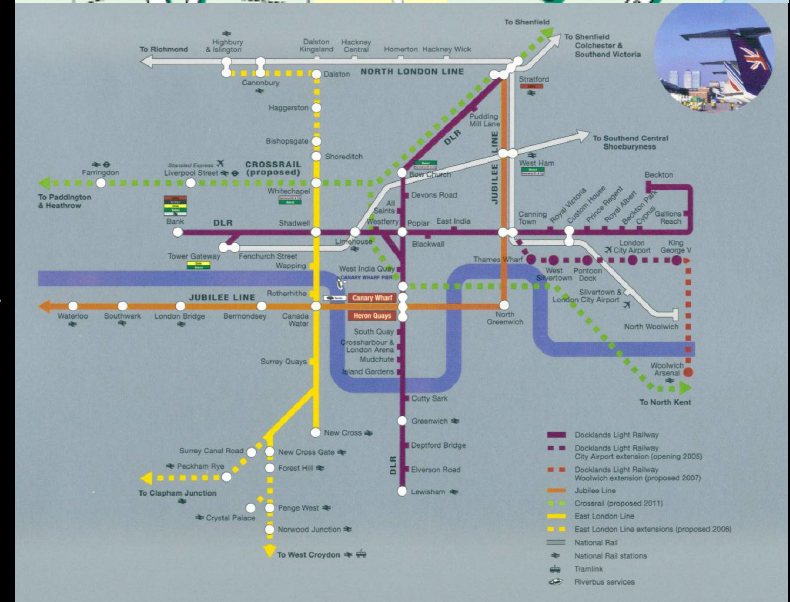 To Shenfield
To Shenfield
Colchester &
Southend Victoria
To Richmond
Highbury
& Islington
Dalston
Kingsland
Hackney
Central
Homerton
Hackney Wick
NORTH LONDON LINE
Canonbury
Dalston
Stratford
Haggerston
Pudding
Mill Lane
DLR
JUBILEE LINE
Bishopsgate
Shoreditch
To Southend Central
Shoeburyness
West Ham
Bow Church
Farringdon
Stansted Express
Liverpool Street
CROSSRAIL
(proposed)
Whitechapel
Devons Road
To Paddington
& Heathrow
All
Saints
Beckton
Bank
DLR
Shadwell
Limehouse
Westferry
Poplar
East India
Blackwall
Canning
Town
Royal Victoria
Custom House
Prince Regent
Royal Albert
Beckton Park
Cyprus
Gallions
Reach
Tower Gateway
Fenchurch Street
Wapping
West India Quay
CANARY WHARF PIER
Thames Wharf
West
Silvertown
Pontoon
Dock
London
City Airport
King
George V
JUBILEE LINE
Rotherhithe
Canary Wharf
Heron Quays
Silvertown &
London City Airport
Waterloo
Southwark
London Bridge
Bermondsey
Canada
Water
North
Greenwich
North Woolwich
South Quay
Crossharbour &
London Arena
Mudchute
Island Gardens
Surrey Quays
Woolwich
Arsenal
Cutty Sark
To North Kent
Greenwich
New Cross
Surrey Canal Road
New Cross Gate
Deptford Bridge
Peckham Rye
Forest Hill
DLR
Elverson Road
To Clapham Junction
Lewisham
Penge West
Crystal Palace
Norwood Junction
To West Croydon
Docklands Light Railway
Docklands Light Railway
City Airport extension (opening 2005)
Docklands Light Railway
Woolwich extension (proposed 2007)
Jubilee Line
Crossrail (proposed 2011)
East London Line
East London Line extensions (proposed 2006)
National Rail
National Rail stations
Tramlink
Riverbus services